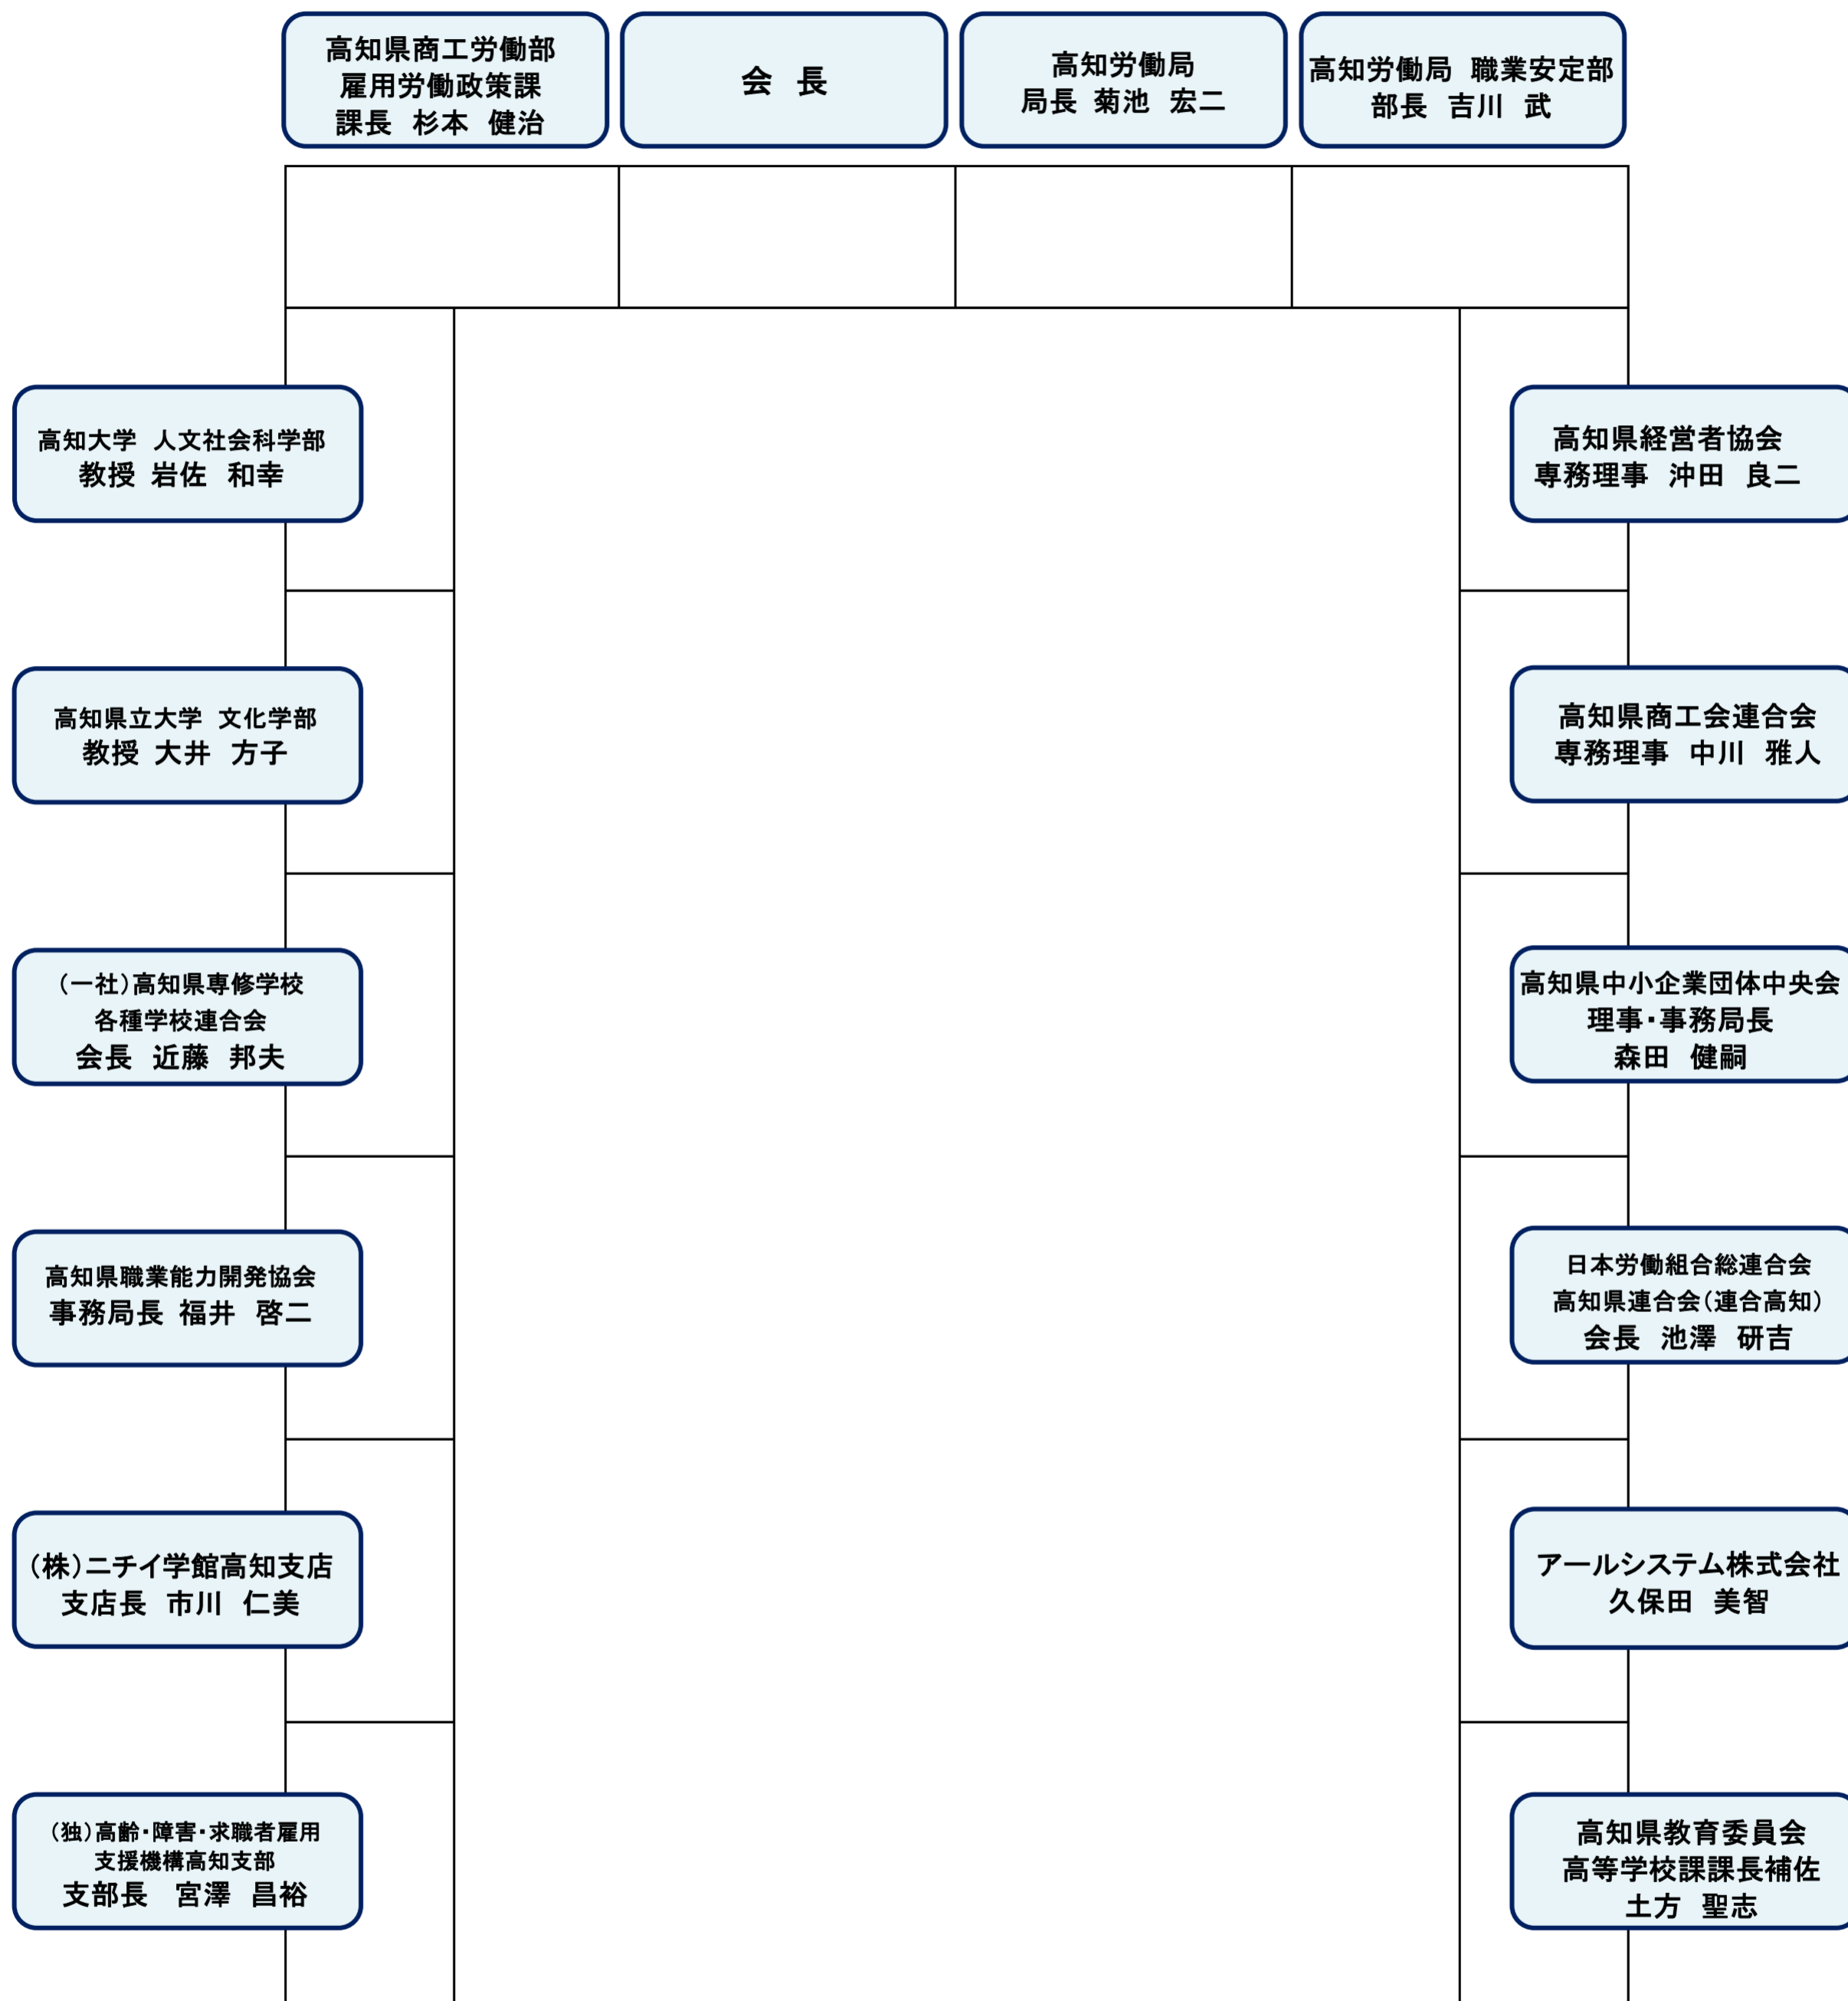 高知県商工労働部
雇用労働政策課
課長 杉本 健治
会 長
高知労働局
局長 菊池 宏二
高知労働局 職業安定部
部長 吉川 武
高知大学 人文社会科学部
教授 岩佐 和幸
高知県経営者協会
専務理事 沖田 良二
高知県立大学 文化学部
教授 大井 方子
高知県商工会連合会
専務理事 中川 雅人
（一社）高知県専修学校
各種学校連合会
会長 近藤 邦夫
高知県中小企業団体中央会
理事・事務局長
森田 健嗣
高知県職業能力開発協会
事務局長 福井 啓二
日本労働組合総連合会
高知県連合会（連合高知）
会長 池澤 研吉
（株）ニチイ学館高知支店
支店長 市川 仁美
アールシステム株式会社
久保田 美智
（独）高齢・障害・求職者雇用
支援機構高知支部
支部長 宮澤 昌裕
高知県教育委員会
高等学校課課長補佐
土方 聖志